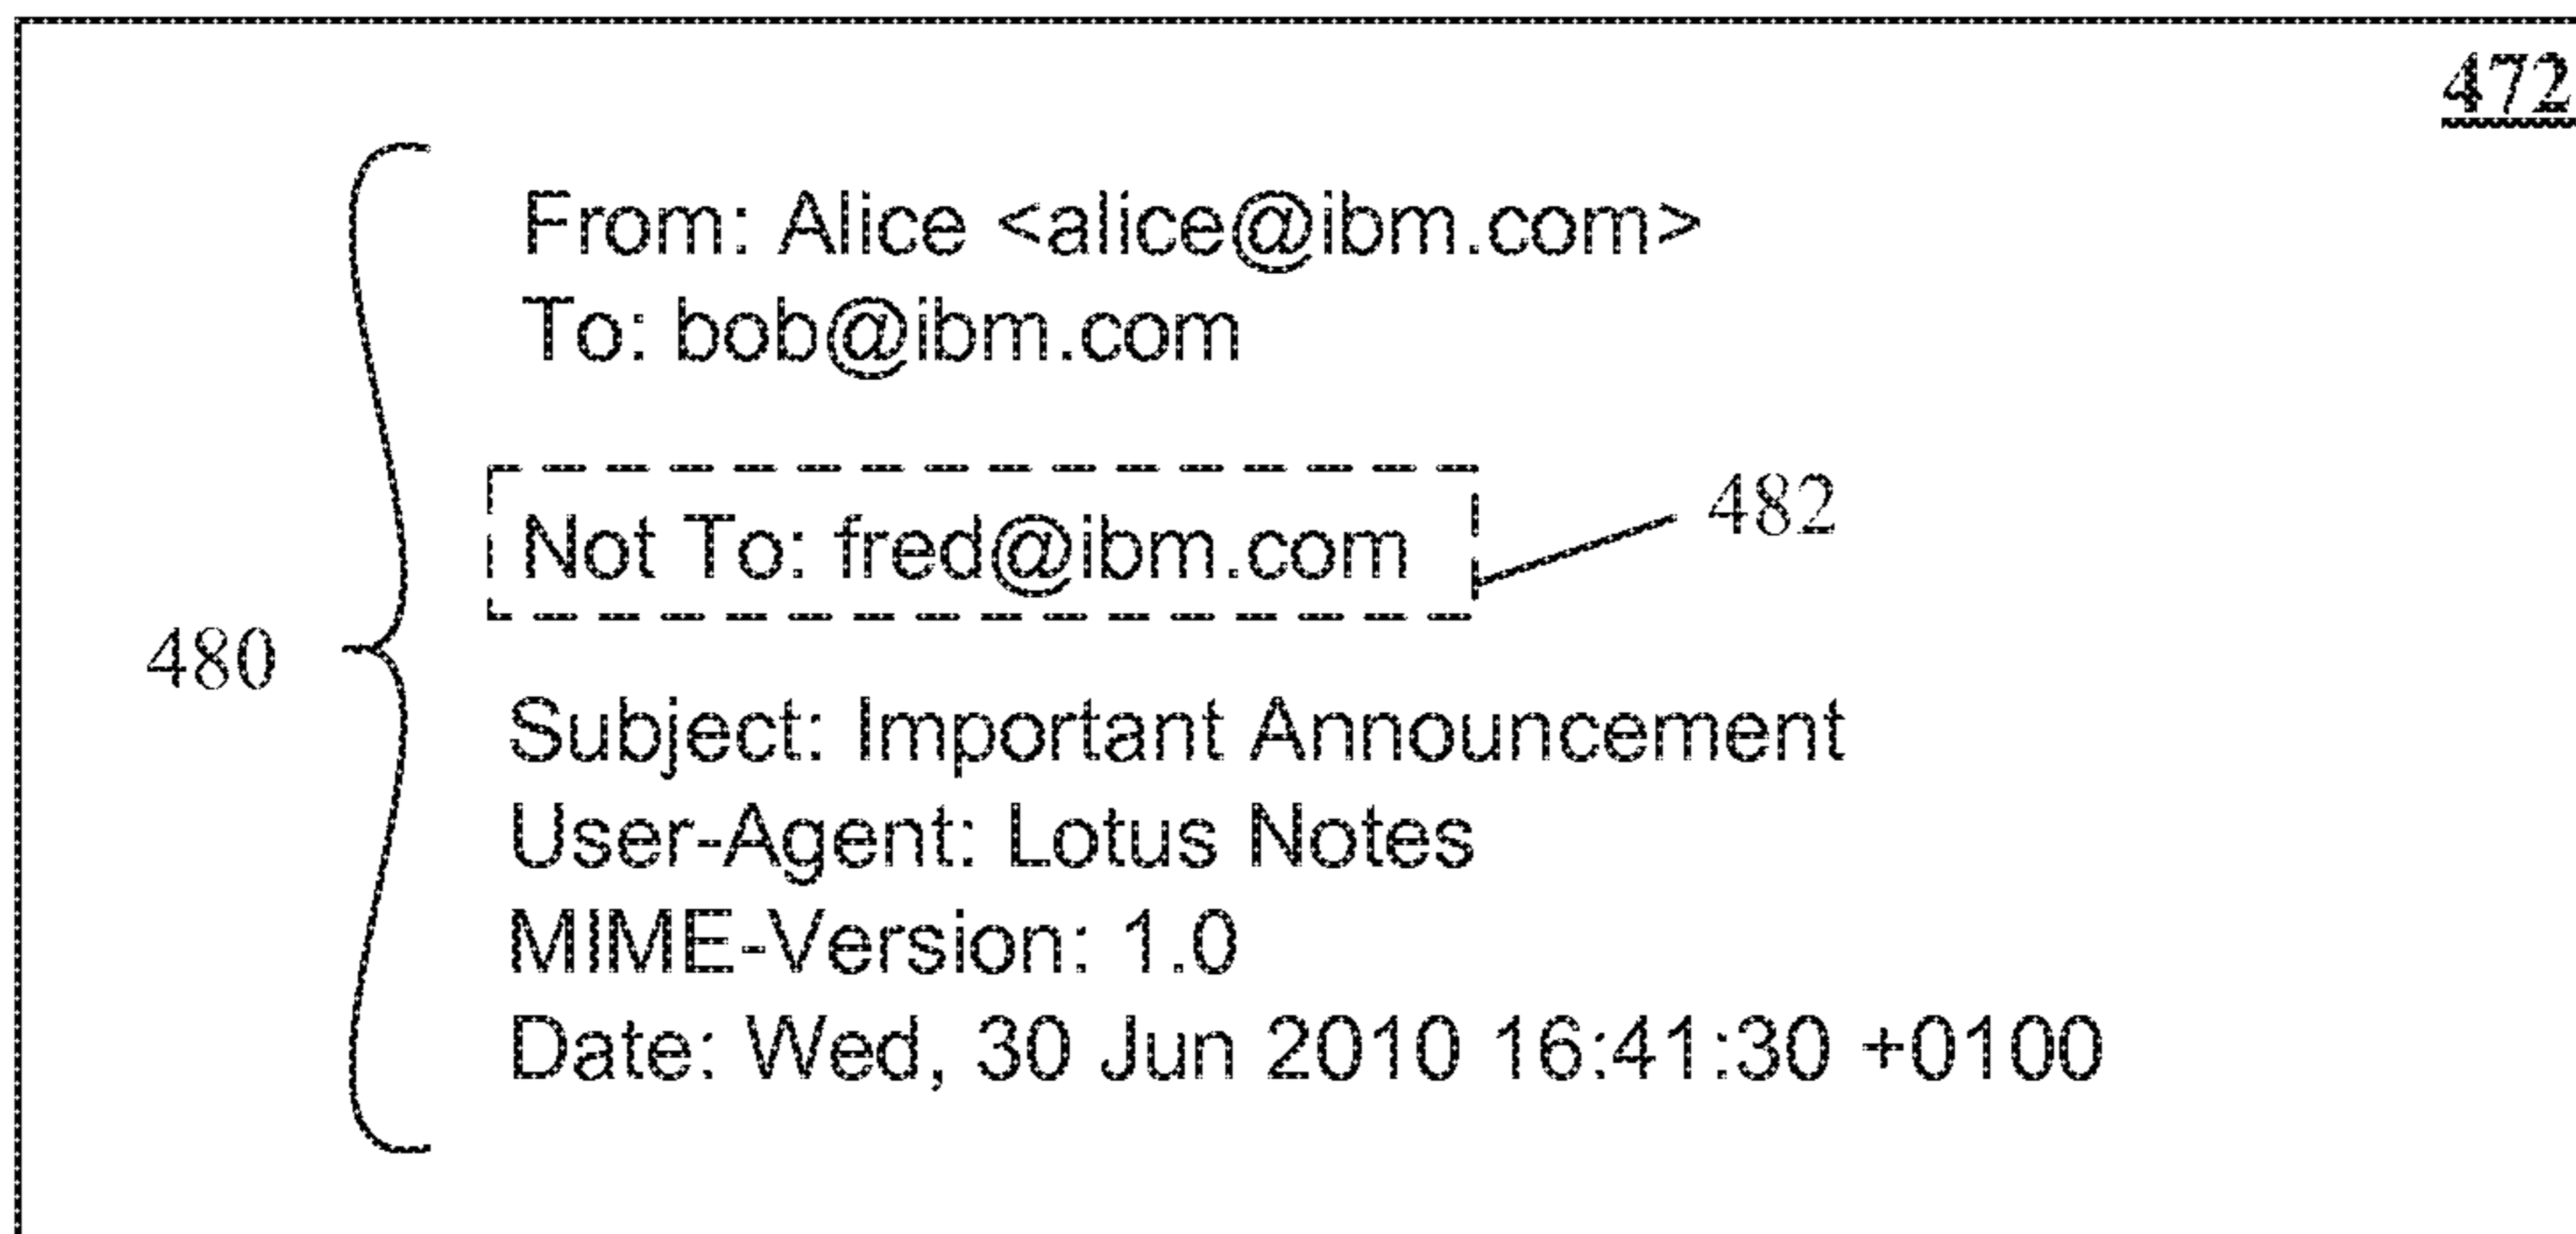 472
From: Alice <alice@ibm.com>
To: bob@ibm.com
Not To: fred@ibm.com
482
480
Subject: Important Announcement
User-Agent: Lotus Notes
MIME-Version: 1.0
Date: Wed, 30 Jun 2010 16:41:30 +0100